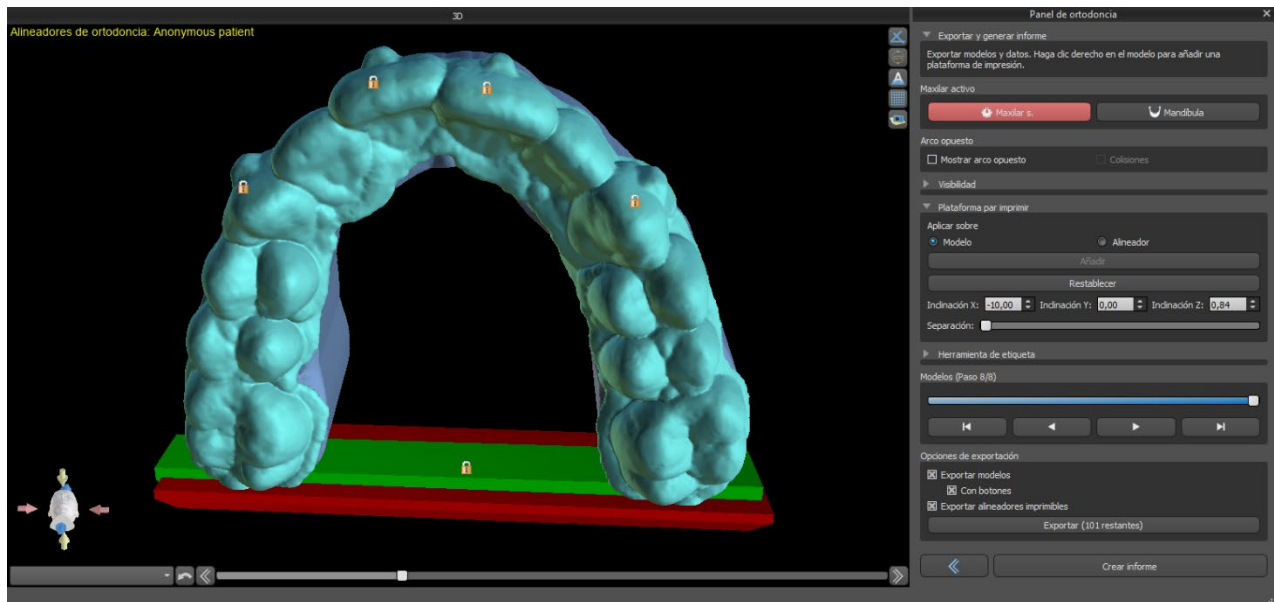 3D
Alineadores de ortodoncia: Anonymous patient
A
Panel de ortodoncia
Exportar y generar informe
Exportar modelos y datos. Haga clic derecho en el modelo para añadir una
plataforma de impresión.
Maxilar activo
Maxilar s.
Mandíbula
Arco opuesto
Mostrar arco opuesto
Colisiones
Visibilidad
Plataforma par imprimir
Aplicar sobre
Modelo
Alineador
Añadir
Restablecer
Inclinación X: -10,00 Inclinación Y: 0,00 Inclinación Z: 0,84
Separación:
Herramienta de etiqueta
Modelos (Paso 8/8)
Opciones de exportación
Exportar modelos
Con botones
Exportar alineadores imprimibles
Exportar (101 restantes)
Crear informe